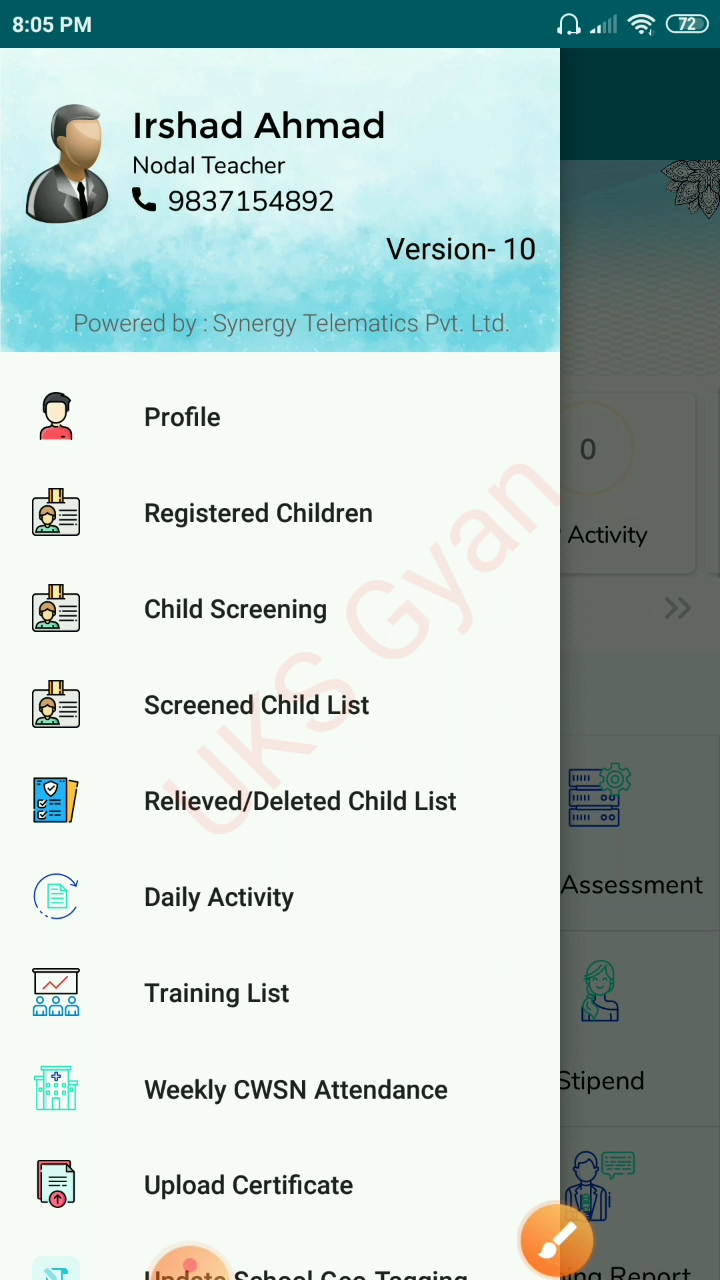 8:05 PM
72
Irshad Ahmad
Nodal Teacher
9837154892
Version- 10
Powered by : Synergy Telematics Pvt. Ltd.
Profile
0
Registered Children
Activity
Child Screening
Screened Child List
UKS Gyan
Relieved/Deleted Child List
Assessment
Daily Activity
Training List
Stipend
Weekly CWSN Attendance
Upload Certificate
Update School Geo Tagging
Report